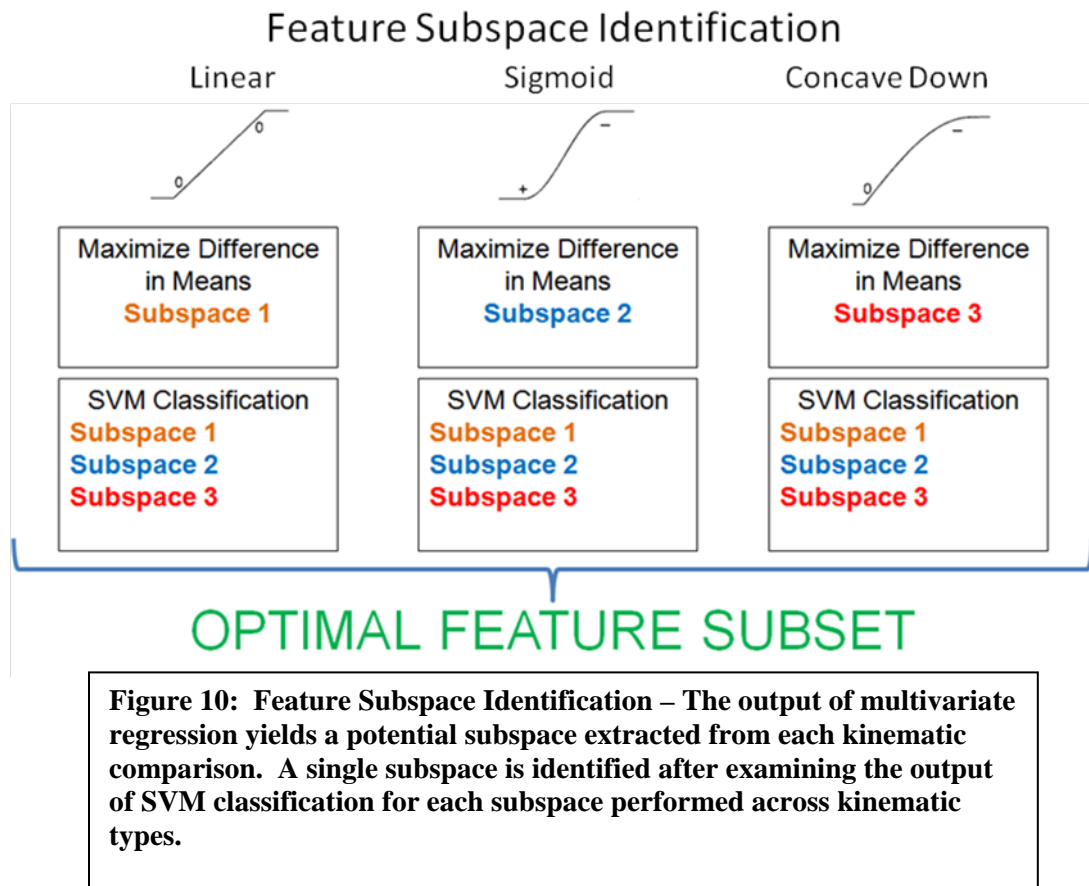 Feature Subspace Identification
Linear
Sigmoid
Concave Down
0
0
+
–
0
–
Maximize Difference
in Means
Subspace 1
Maximize Difference
in Means
Subspace 2
Maximize Difference
in Means
Subspace 3
SVM Classification
Subspace 1
Subspace 2
Subspace 3
SVM Classification
Subspace 1
Subspace 2
Subspace 3
SVM Classification
Subspace 1
Subspace 2
Subspace 3
OPTIMAL FEATURE SUBSET
Figure 10:  Feature Subspace Identification – The output of multivariate
regression yields a potential subspace extracted from each kinematic
comparison.  A single subspace is identified after examining the output
of SVM classification for each subspace performed across kinematic
types.